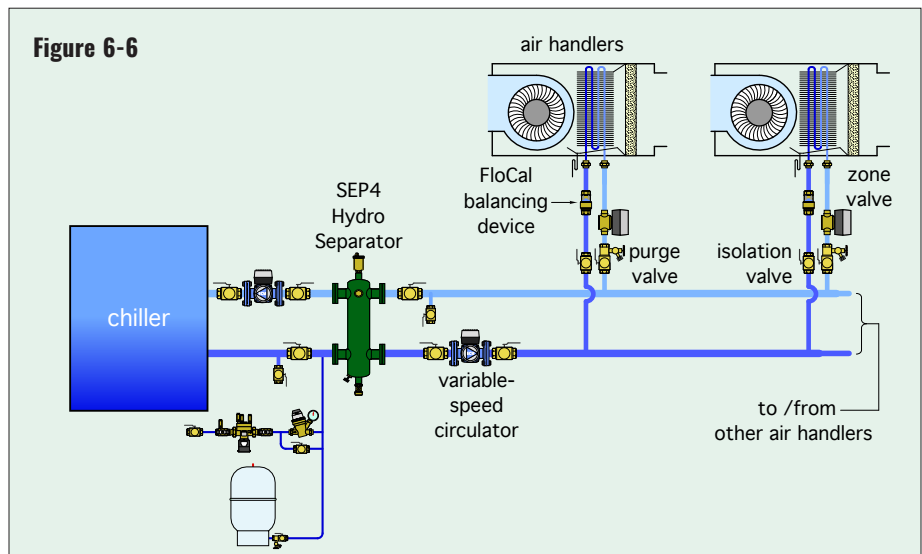 Figure 6-6
air handlers
FloCal
balancing
device
zone
valve
SEP4
Hydro
Separator
purge
valve
isolation
valve
chiller
variable-
speed
circulator
to /from
other air handlers